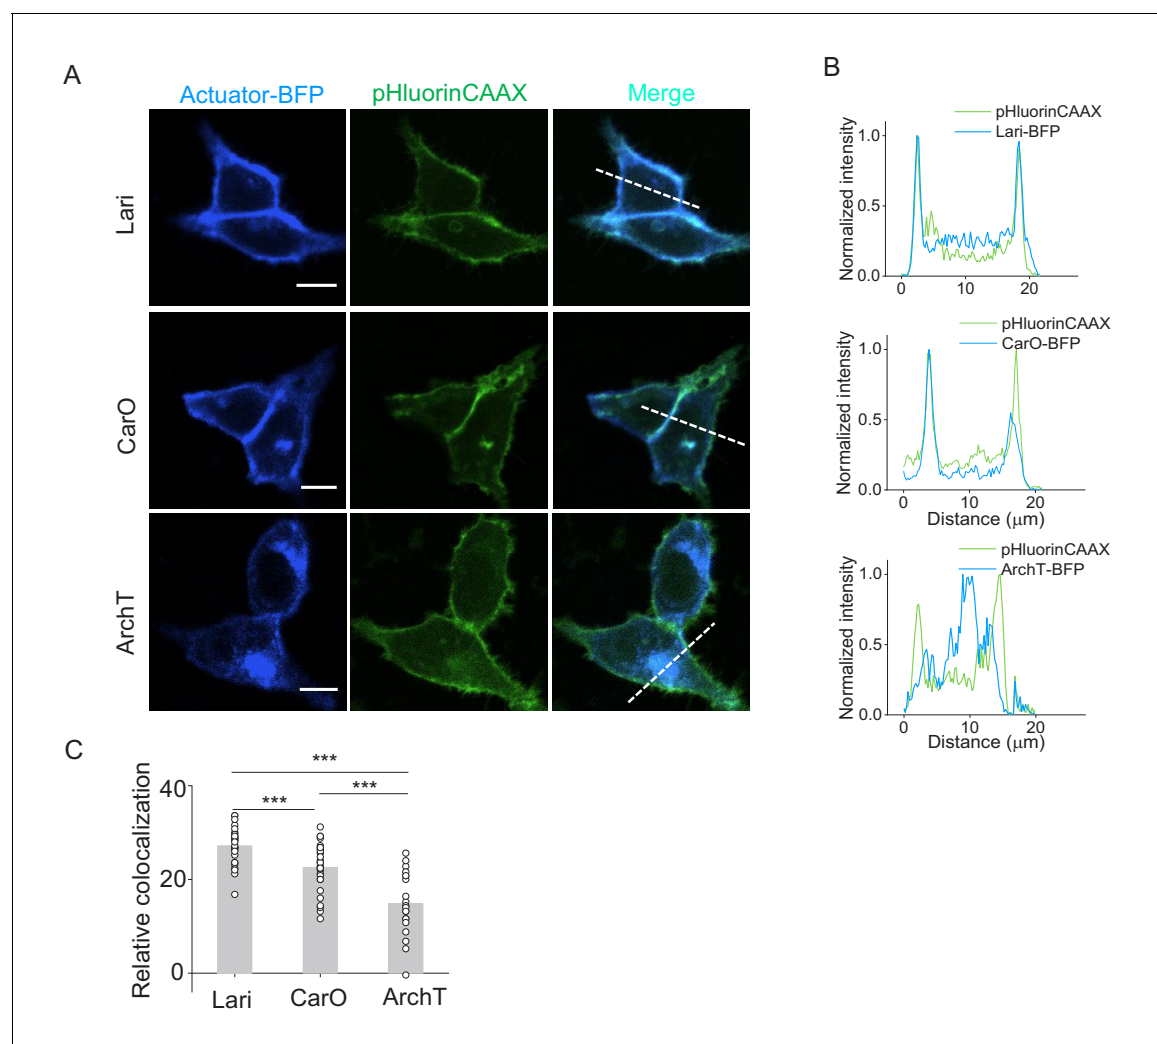 A
Actuator-BFP pHluorinCAAX Merge
Lari
CarO
ArchT
B
pHluorinCAAX
Lari-BFP
Normalized intensity
1.0
0.5
0.0
0 10 20
pHluorinCAAX
CarO-BFP
Normalized intensity
1.0
0.5
0.0
0 10 20
Distance (μm)
pHluorinCAAX
ArchT-BFP
Normalized intensity
1.0
0.5
0.0
0 10 20
Distance (μm)
C
Relative colocalization
40
20
0
***
*** ***
Lari CarO ArchT